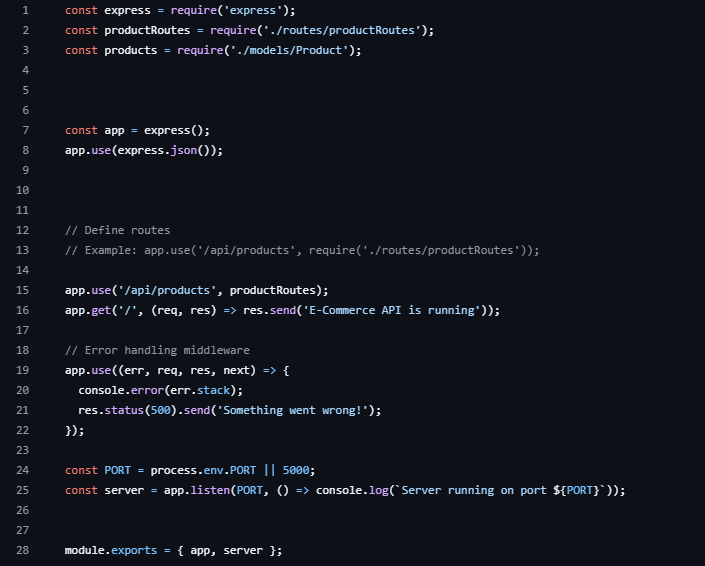 1 const express = require('express');
2 const productRoutes = require('./routes/productRoutes');
3 const products = require('./models/Product');
4
5
6
7 const app = express();
8 app.use(express.json());
9
10
11
12 // Define routes
13 // Example: app.use('/api/products', require('./routes/productRoutes'));
14
15 app.use('/api/products', productRoutes);
16 app.get('/', (req, res) => res.send('E-Commerce API is running'));
17
18 // Error handling middleware
19 app.use((err, req, res, next) => {
20   console.error(err.stack);
21   res.status(500).send('Something went wrong!');
22 });
23
24 const PORT = process.env.PORT || 5000;
25 const server = app.listen(PORT, () => console.log(`Server running on port ${PORT}`));
26
27
28 module.exports = { app, server };